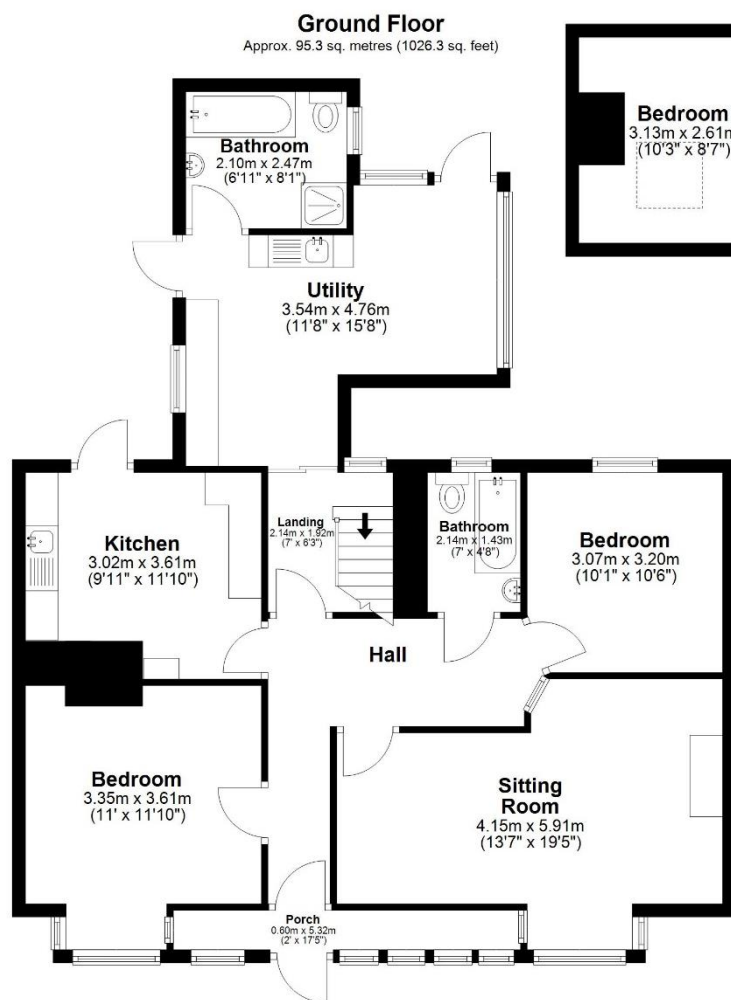 Ground Floor
Approx. 95.3 sq. metres (1026.3 sq. feet)
Bedroom
3.13m x 2.61m
(10'3" x 8'7")
Bathroom
2.10m x 2.47m
(6'11" x 8'1")
Utility
3.54m x 4.76m
(11'8" x 15'8")
Kitchen
3.02m x 3.61m
(9'11" x 11'10")
Landing
2.14m x 1.92m
(7' x 6'3")
Bathroom
2.14m x 1.43m
(7' x 4'8")
Bedroom
3.07m x 3.20m
(10'1" x 10'6")
Hall
Bedroom
3.35m x 3.61m
(11' x 11'10")
Sitting
Room
4.15m x 5.91m
(13'7" x 19'5")
Porch
0.60m x 5.32m
(2' x 17'5")